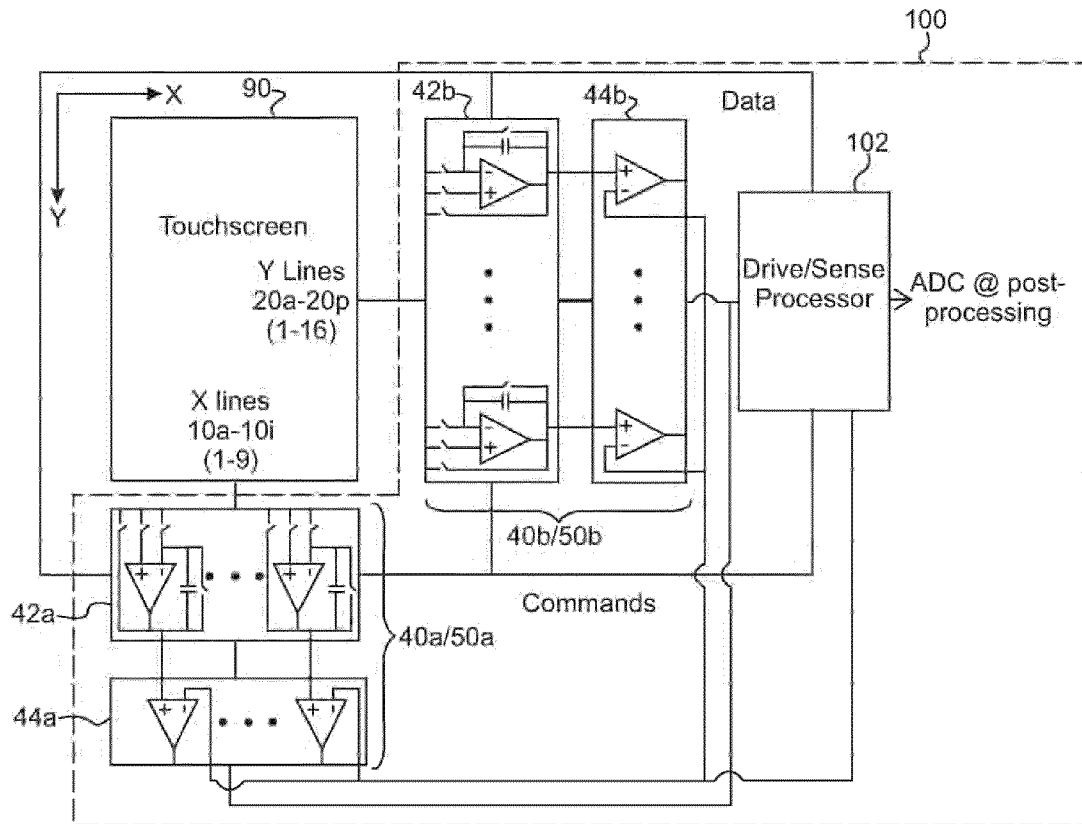 100
90
42b
44b
Data
X
102
Y
Touchscreen
Y Lines
20a-20p
(1-16)
Drive/Sense
Processor
ADC @ post-
processing
X lines
10a-10i
(1-9)
- + - +
+ - + -
40b/50b
+ - + -
42a
Commands
40a/50a
44a
+ - + -